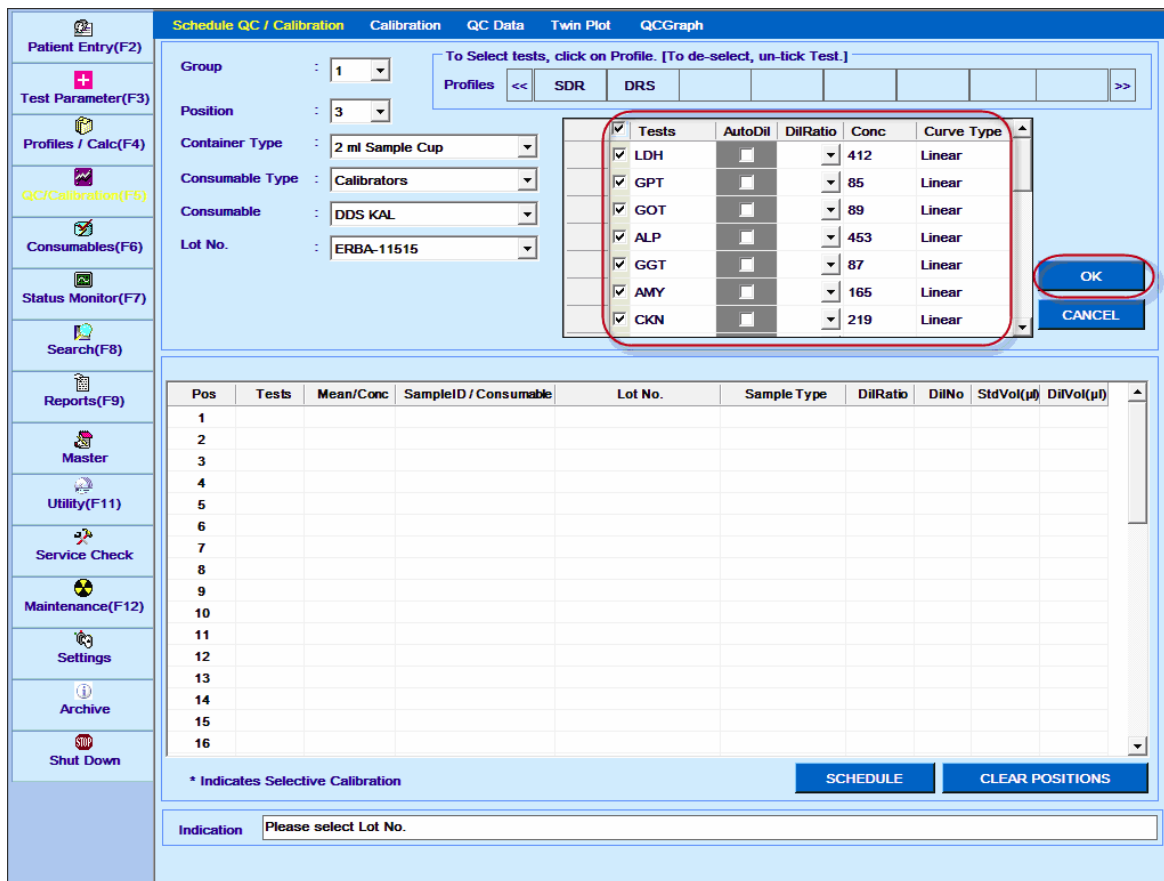 Patient Entry(F2)
Test Parameter(F3)
Profiles / Calc(F4)
QC/Calibration(F5)
Consumables(F6)
Status Monitor(F7)
Search(F8)
Reports(F9)
Master
Utility(F11)
Service Check
Maintenance(F12)
Settings
Archive
STOP
Shut Down
Schedule QC / Calibration Calibration QC Data Twin Plot QCGraph
Group : 1
Position : 3
Container Type : 2 ml Sample Cup
Consumable Type : Calibrators
Consumable : DDS KAL
Lot No. : ERBA-11515
To Select tests, click on Profile. [To de-select, un-tick Test.]
Profiles << SDR DRS >>
Tests AutoDil DilRatio Conc Curve Type
LDH 412 Linear
GPT 85 Linear
GOT 89 Linear
ALP 453 Linear
GGT 87 Linear
AMY 165 Linear
CKN 219 Linear
OK
CANCEL
Pos Tests Mean/Conc SampleID / Consumable Lot No. Sample Type DilRatio DilNo StdVol(µl) DilVol(µl)
1
2
3
4
5
6
7
8
9
10
11
12
13
14
15
16
* Indicates Selective Calibration
SCHEDULE CLEAR POSITIONS
Indication Please select Lot No.